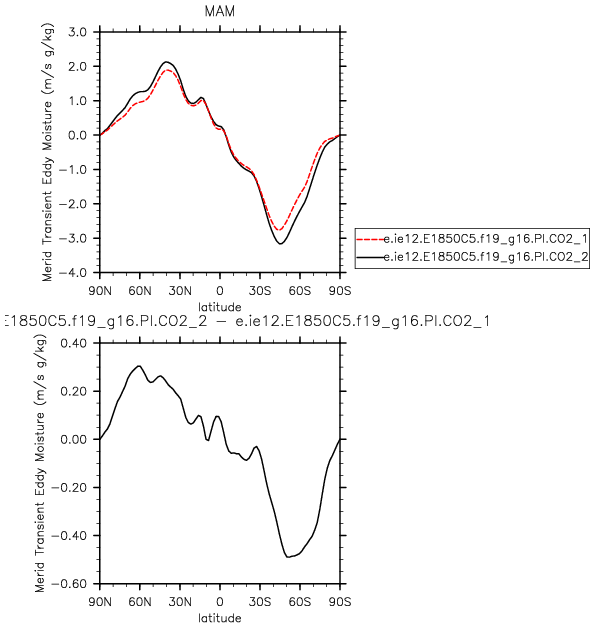 MAM
Merid Transient Eddy Moisture (m/s g/kg)
3.0
2.0
1.0
0.0
−1.0
−2.0
−3.0
−4.0
90N 60N 30N 0 30S 60S 90S
latitude
e.ie12.E1850C5.f19_g16.PI.CO2_1
e.ie12.E1850C5.f19_g16.PI.CO2_2
E1850C5.f19_g16.PI.CO2_2 − e.ie12.E1850C5.f19_g16.PI.CO2_1
Merid Transient Eddy Moisture (m/s g/kg)
0.40
0.20
0.00
−0.20
−0.40
−0.60
90N 60N 30N 0 30S 60S 90S
latitude